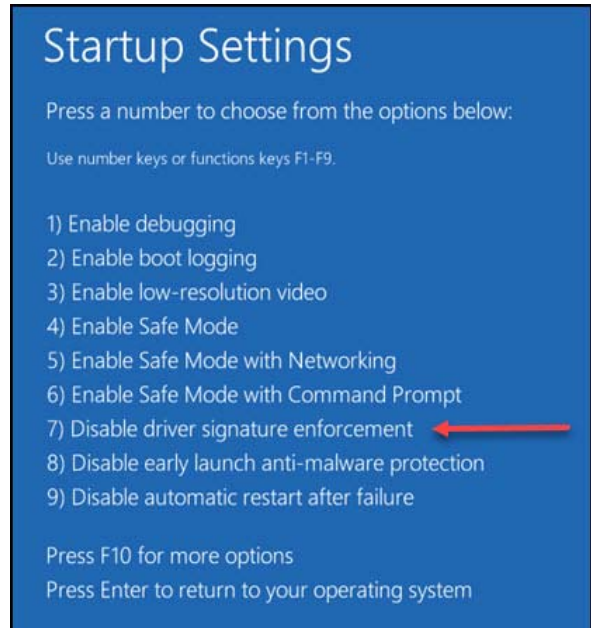 Startup Settings
Press a number to choose from the options below:
Use number keys or functions keys F1-F9.
1) Enable debugging
2) Enable boot logging
3) Enable low-resolution video
4) Enable Safe Mode
5) Enable Safe Mode with Networking
6) Enable Safe Mode with Command Prompt
7) Disable driver signature enforcement
8) Disable early launch anti-malware protection
9) Disable automatic restart after failure
Press F10 for more options
Press Enter to return to your operating system